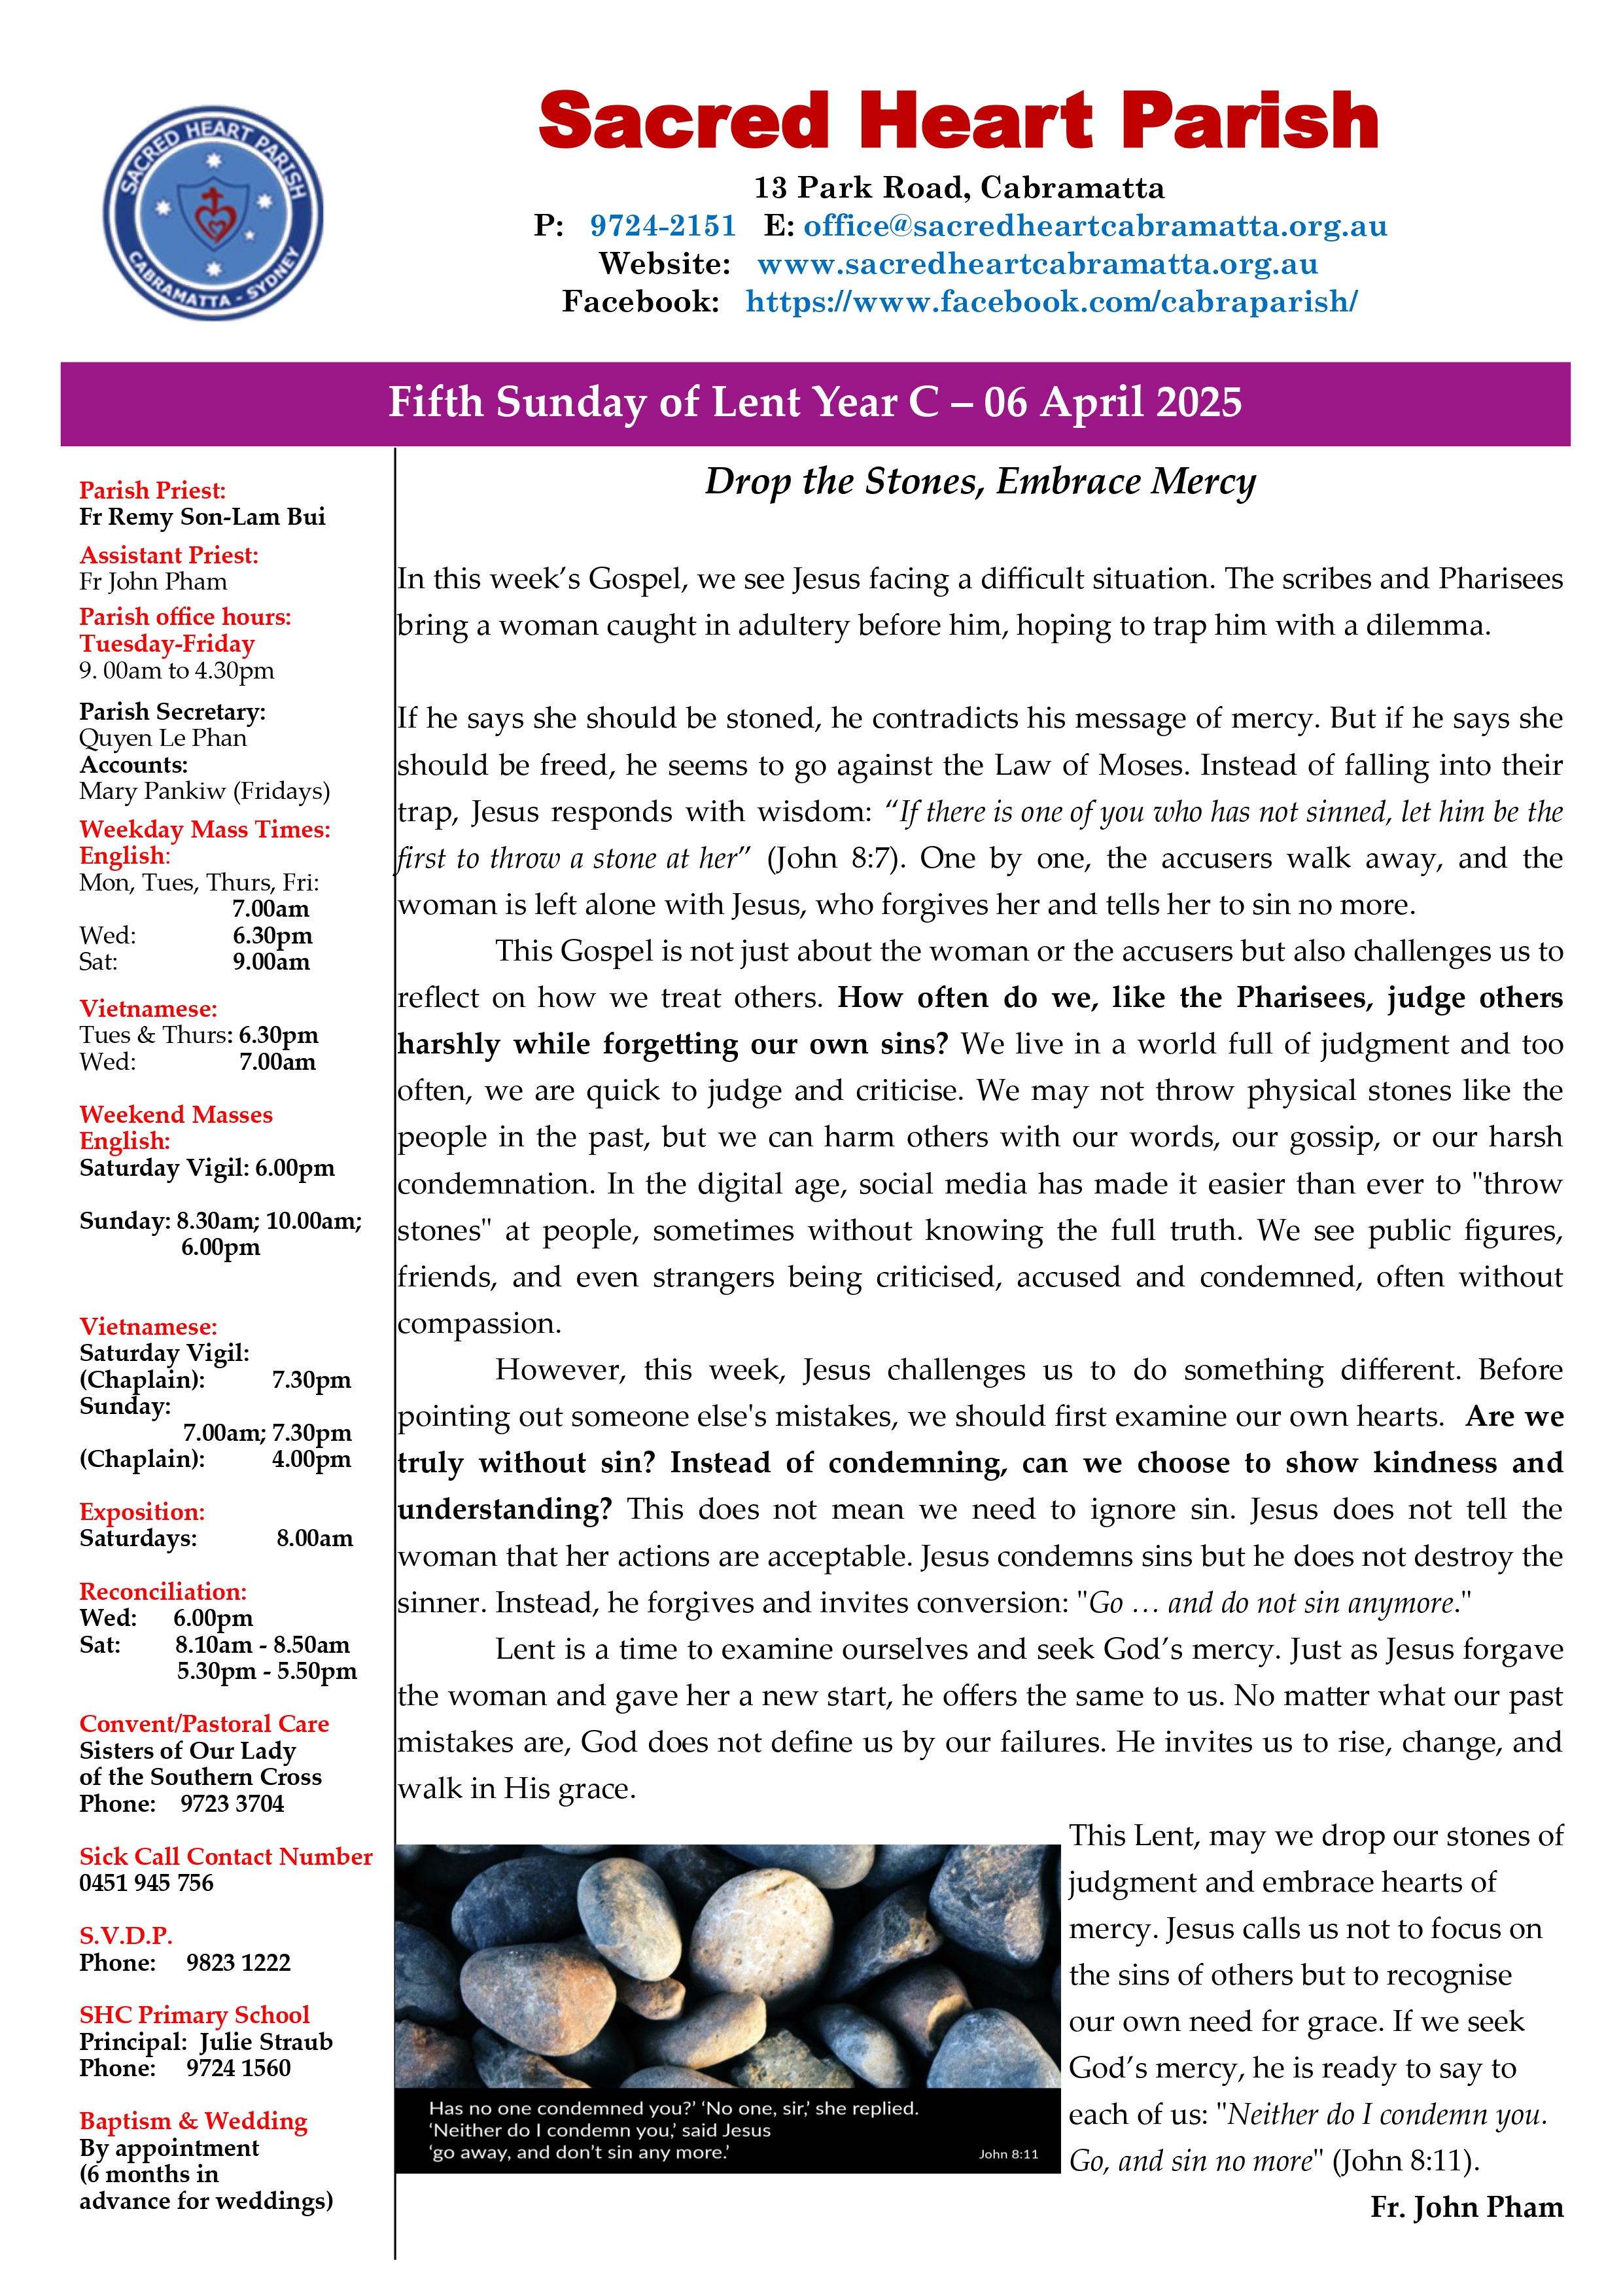 SACRED HEART PARISH
CABRAMATTA - SYDNEY
Sacred Heart Parish
13 Park Road, Cabramatta
P: 9724-2151 E: office@sacredheartcabramatta.org.au
Website: www.sacredheartcabramatta.org.au
Facebook: https://www.facebook.com/cabraparish/
Fifth Sunday of Lent Year C – 06 April 2025
Parish Priest:
Fr Remy Son-Lam Bui
Assistant Priest:
Fr John Pham
Parish office hours:
Tuesday-Friday
9. 00am to 4.30pm
Parish Secretary:
Quyen Le Phan
Accounts:
Mary Pankiw (Fridays)
Weekday Mass Times:
English:
Mon, Tues, Thurs, Fri:
7.00am
Wed: 6.30pm
Sat: 9.00am
Vietnamese:
Tues & Thurs: 6.30pm
Wed: 7.00am
Weekend Masses
English:
Saturday Vigil: 6.00pm
Sunday: 8.30am; 10.00am;
6.00pm
Vietnamese:
Saturday Vigil:
(Chaplain): 7.30pm
Sunday:
7.00am; 7.30pm
(Chaplain): 4.00pm
Exposition:
Saturdays: 8.00am
Reconciliation:
Wed: 6.00pm
Sat: 8.10am - 8.50am
5.30pm - 5.50pm
Convent/Pastoral Care
Sisters of Our Lady
of the Southern Cross
Phone: 9723 3704
Sick Call Contact Number
0451 945 756
S.V.D.P.
Phone: 9823 1222
SHC Primary School
Principal: Julie Straub
Phone: 9724 1560
Baptism & Wedding
By appointment
(6 months in
advance for weddings)
Drop the Stones, Embrace Mercy
In this week’s Gospel, we see Jesus facing a difficult situation. The scribes and Pharisees
bring a woman caught in adultery before him, hoping to trap him with a dilemma.
If he says she should be stoned, he contradicts his message of mercy. But if he says she
should be freed, he seems to go against the Law of Moses. Instead of falling into their
trap, Jesus responds with wisdom: “If there is one of you who has not sinned, let him be the
first to throw a stone at her” (John 8:7). One by one, the accusers walk away, and the
woman is left alone with Jesus, who forgives her and tells her to sin no more.
This Gospel is not just about the woman or the accusers but also challenges us to
reflect on how we treat others. How often do we, like the Pharisees, judge others
harshly while forgetting our own sins? We live in a world full of judgment and too
often, we are quick to judge and criticise. We may not throw physical stones like the
people in the past, but we can harm others with our words, our gossip, or our harsh
condemnation. In the digital age, social media has made it easier than ever to "throw
stones" at people, sometimes without knowing the full truth. We see public figures,
friends, and even strangers being criticised, accused and condemned, often without
compassion.
However, this week, Jesus challenges us to do something different. Before
pointing out someone else's mistakes, we should first examine our own hearts. Are we
truly without sin? Instead of condemning, can we choose to show kindness and
understanding? This does not mean we need to ignore sin. Jesus does not tell the
woman that her actions are acceptable. Jesus condemns sins but he does not destroy the
sinner. Instead, he forgives and invites conversion: "Go … and do not sin anymore."
Lent is a time to examine ourselves and seek God’s mercy. Just as Jesus forgave
the woman and gave her a new start, he offers the same to us. No matter what our past
mistakes are, God does not define us by our failures. He invites us to rise, change, and
walk in His grace.
This Lent, may we drop our stones of
judgment and embrace hearts of
mercy. Jesus calls us not to focus on
the sins of others but to recognise
our own need for grace. If we seek
God’s mercy, he is ready to say to
each of us: "Neither do I condemn you.
Go, and sin no more" (John 8:11).
Fr. John Pham
Has no one condemned you?’ ‘No one, sir,’ she replied.
‘Neither do I condemn you,’ said Jesus
‘go away, and don’t sin any more.’
John 8:11